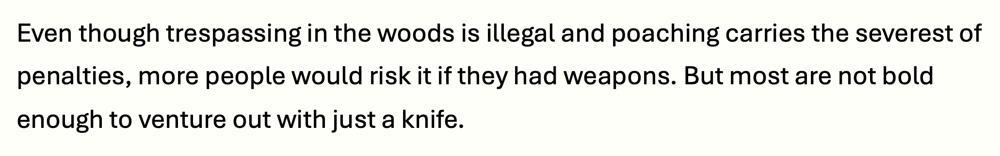 Even though trespassing in the woods is illegal and poaching carries the severest of
penalties, more people would risk it if they had weapons. But most are not bold
enough to venture out with just a knife.